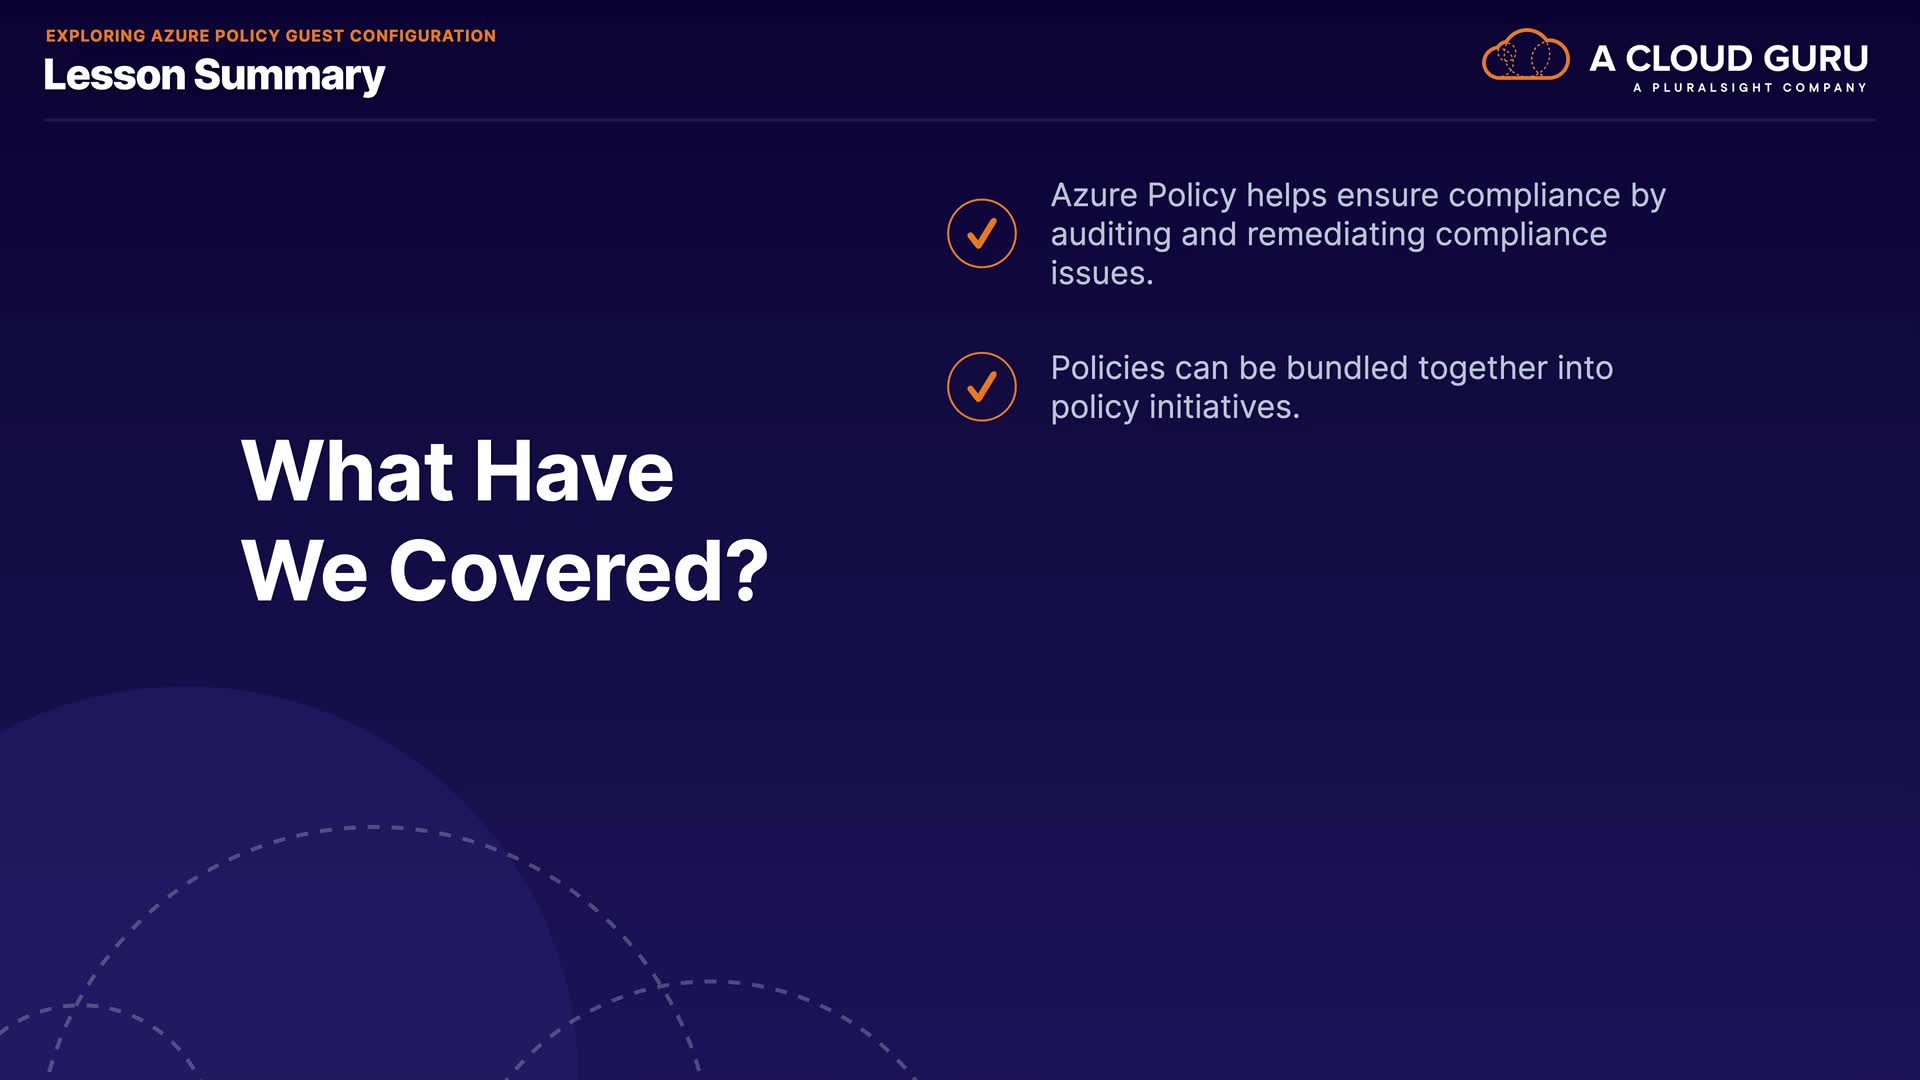 EXPLORING AZURE POLICY GUEST CONFIGURATION
Lesson Summary
A CLOUD GURU
A PLURALSIGHT COMPANY
What Have
We Covered?
Azure Policy helps ensure compliance by
auditing and remediating compliance
issues.
Policies can be bundled together into
policy initiatives.